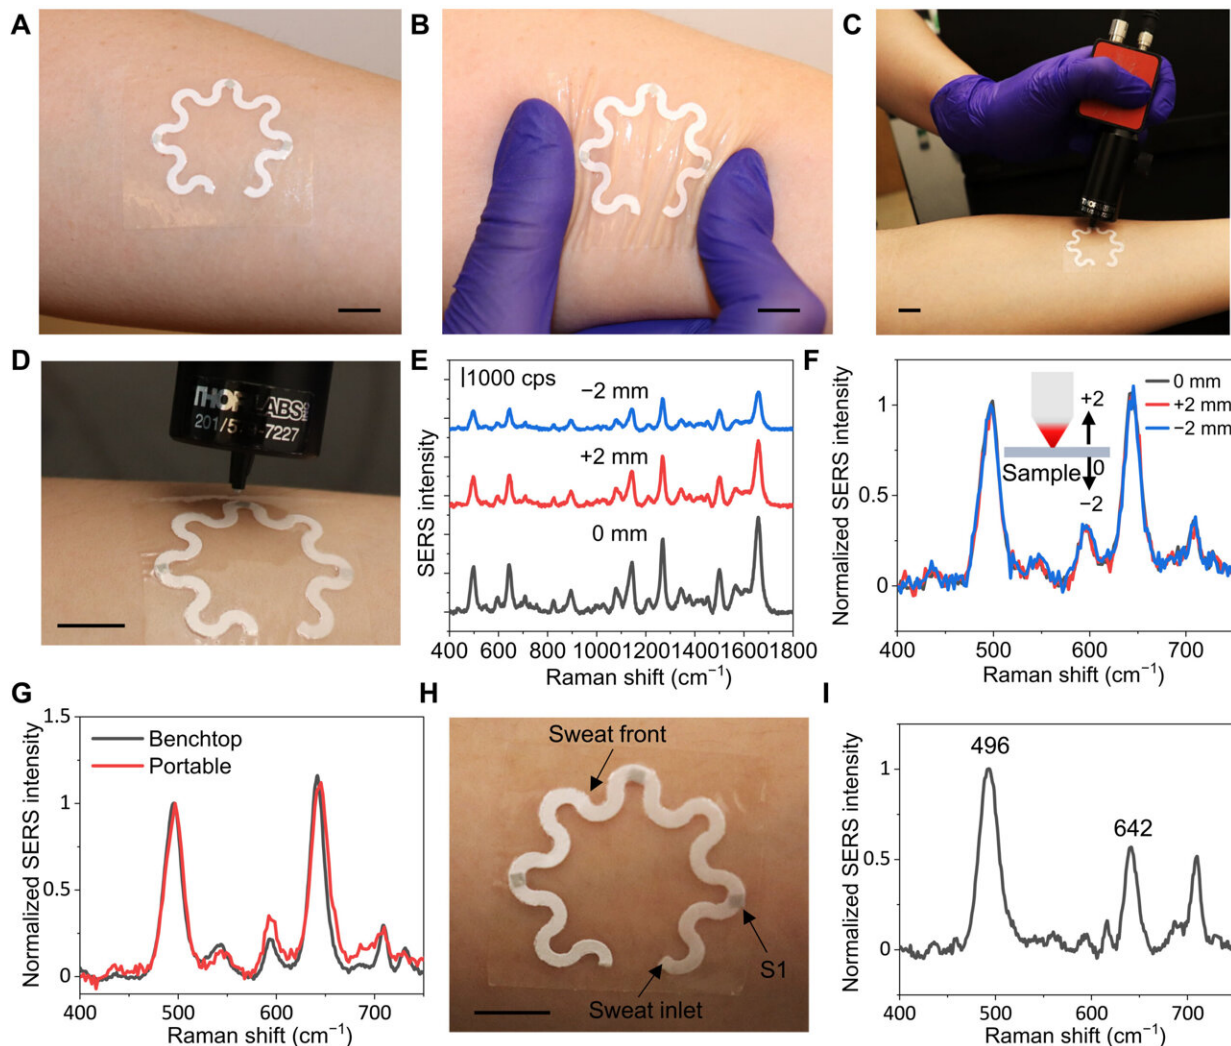 A
B
C
THORLABS
D
THORLABS
201/5 -7227
E
1000 cps
−2 mm
+2 mm
0 mm
SERS intensity
400 600 800 1000 1200 1400 1600 1800
Raman shift (cm⁻¹)
F
0 mm
+2 mm
−2 mm
+2
0
−2
Sample
1
0.5
0
Normalized SERS intensity
400 500 600 700
Raman shift (cm⁻¹)
G
Benchtop
Portable
1.5
1
0.5
0
Normalized SERS intensity
400 500 600 700
Raman shift (cm⁻¹)
H
Sweat front
S1
Sweat inlet
I
496
642
1
0.5
0
Normalized SERS intensity
400 500 600 700
Raman shift (cm⁻¹)